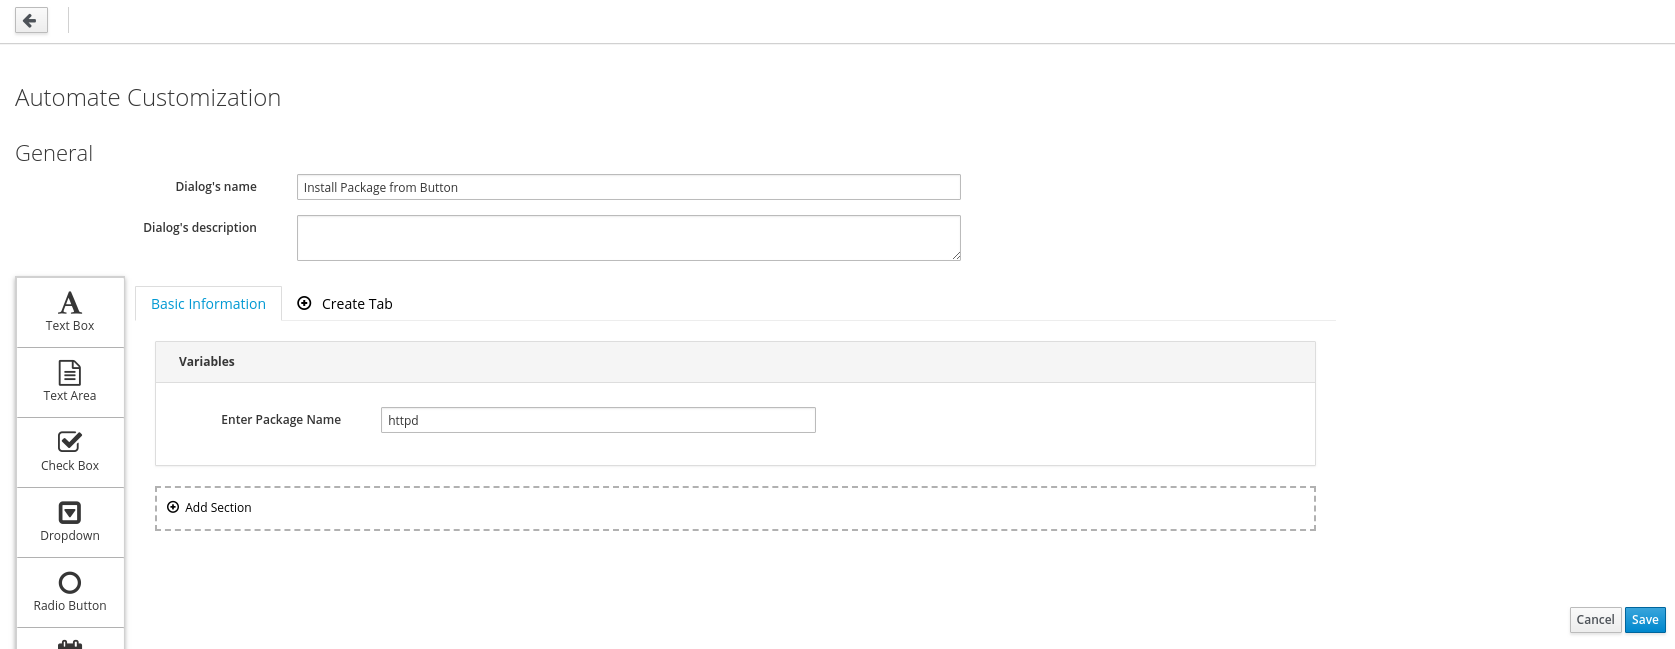 Automate Customization
General
Dialog's name
Install Package from Button
Dialog's description
Text Box
Text Area
Check Box
Dropdown
Radio Button
Basic Information
Create Tab
Variables
Enter Package Name
httpd
Add Section
Cancel
Save